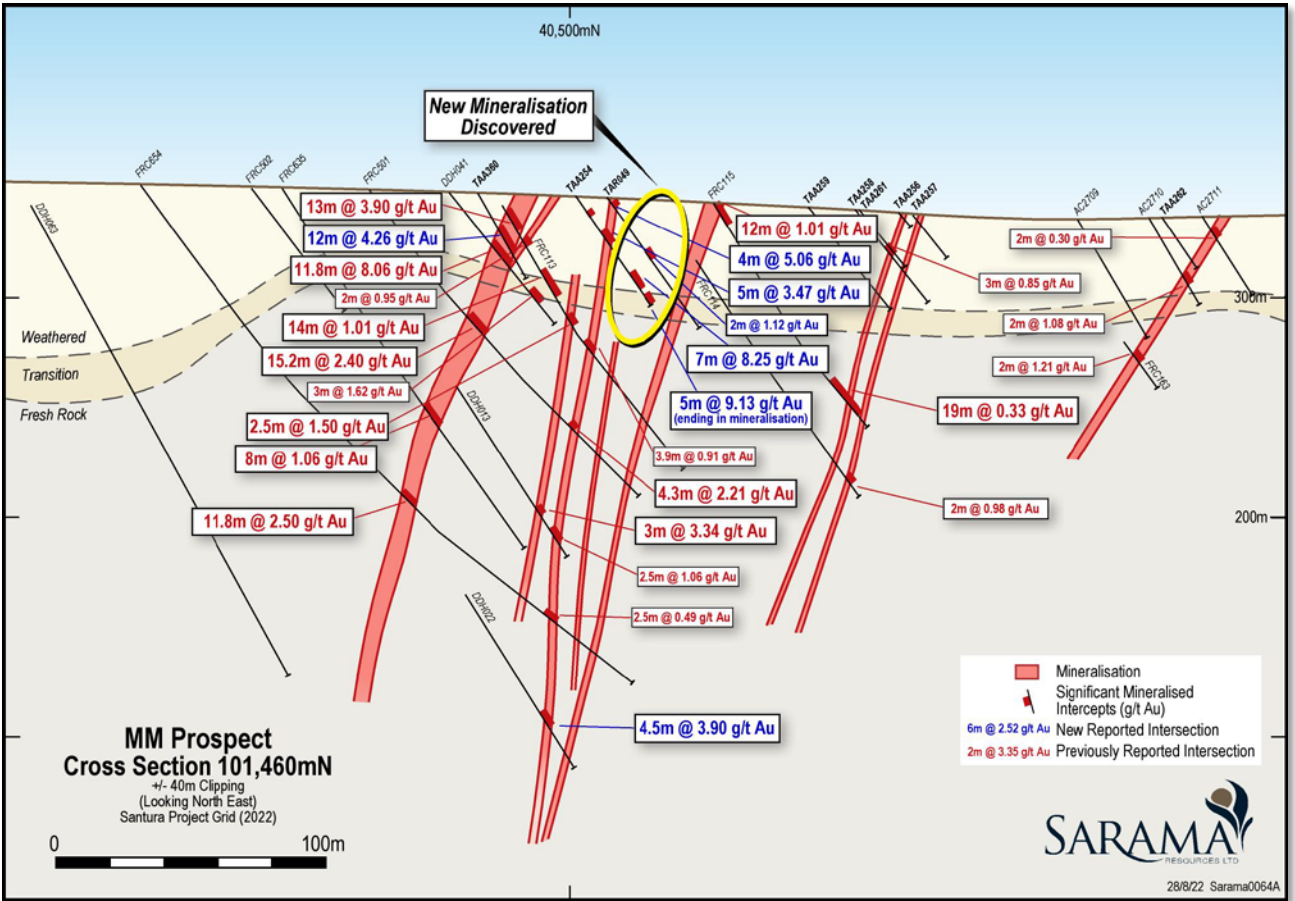 40,500mN
New Mineralisation
Discovered
FRC654
FRC502
FRC635
FRC501
DDH041
TAA360
TAA254
TAR049
FRC115
TAA259
TAA258
TAA261
TAA256
TAA257
AC2709
AC2710
TAA262
AC2711
DDH063
FRC113
FRC114
FRC163
DDH013
DDH022
13m @ 3.90 g/t Au
12m @ 4.26 g/t Au
11.8m @ 8.06 g/t Au
2m @ 0.95 g/t Au
14m @ 1.01 g/t Au
15.2m @ 2.40 g/t Au
3m @ 1.62 g/t Au
2.5m @ 1.50 g/t Au
8m @ 1.06 g/t Au
11.8m @ 2.50 g/t Au
12m @ 1.01 g/t Au
4m @ 5.06 g/t Au
5m @ 3.47 g/t Au
2m @ 1.12 g/t Au
7m @ 8.25 g/t Au
5m @ 9.13 g/t Au
(ending in mineralisation)
3.9m @ 0.91 g/t Au
4.3m @ 2.21 g/t Au
3m @ 3.34 g/t Au
2.5m @ 1.06 g/t Au
2.5m @ 0.49 g/t Au
4.5m @ 3.90 g/t Au
2m @ 0.30 g/t Au
3m @ 0.85 g/t Au
2m @ 1.08 g/t Au
2m @ 1.21 g/t Au
19m @ 0.33 g/t Au
2m @ 0.98 g/t Au
300m
200m
Weathered
Transition
Fresh Rock
MM Prospect
Cross Section 101,460mN
+/- 40m Clipping
(Looking North East)
Santura Project Grid (2022)
0 100m
Mineralisation
Significant Mineralised
Intercepts (g/t Au)
6m @ 2.52 g/t Au New Reported Intersection
2m @ 3.35 g/t Au Previously Reported Intersection
SARAMA
RESOURCES LTD
28/8/22 Sarama0064A